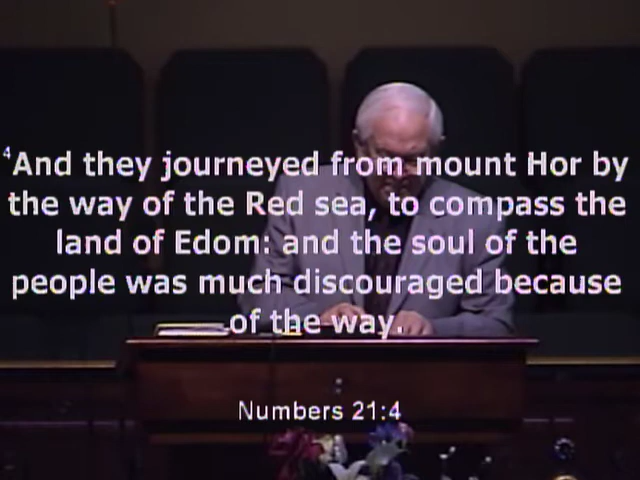 ⁴And they journeyed from mount Hor by
the way of the Red sea, to compass the
land of Edom: and the soul of the
people was much discouraged because
of the way.
Numbers 21:4